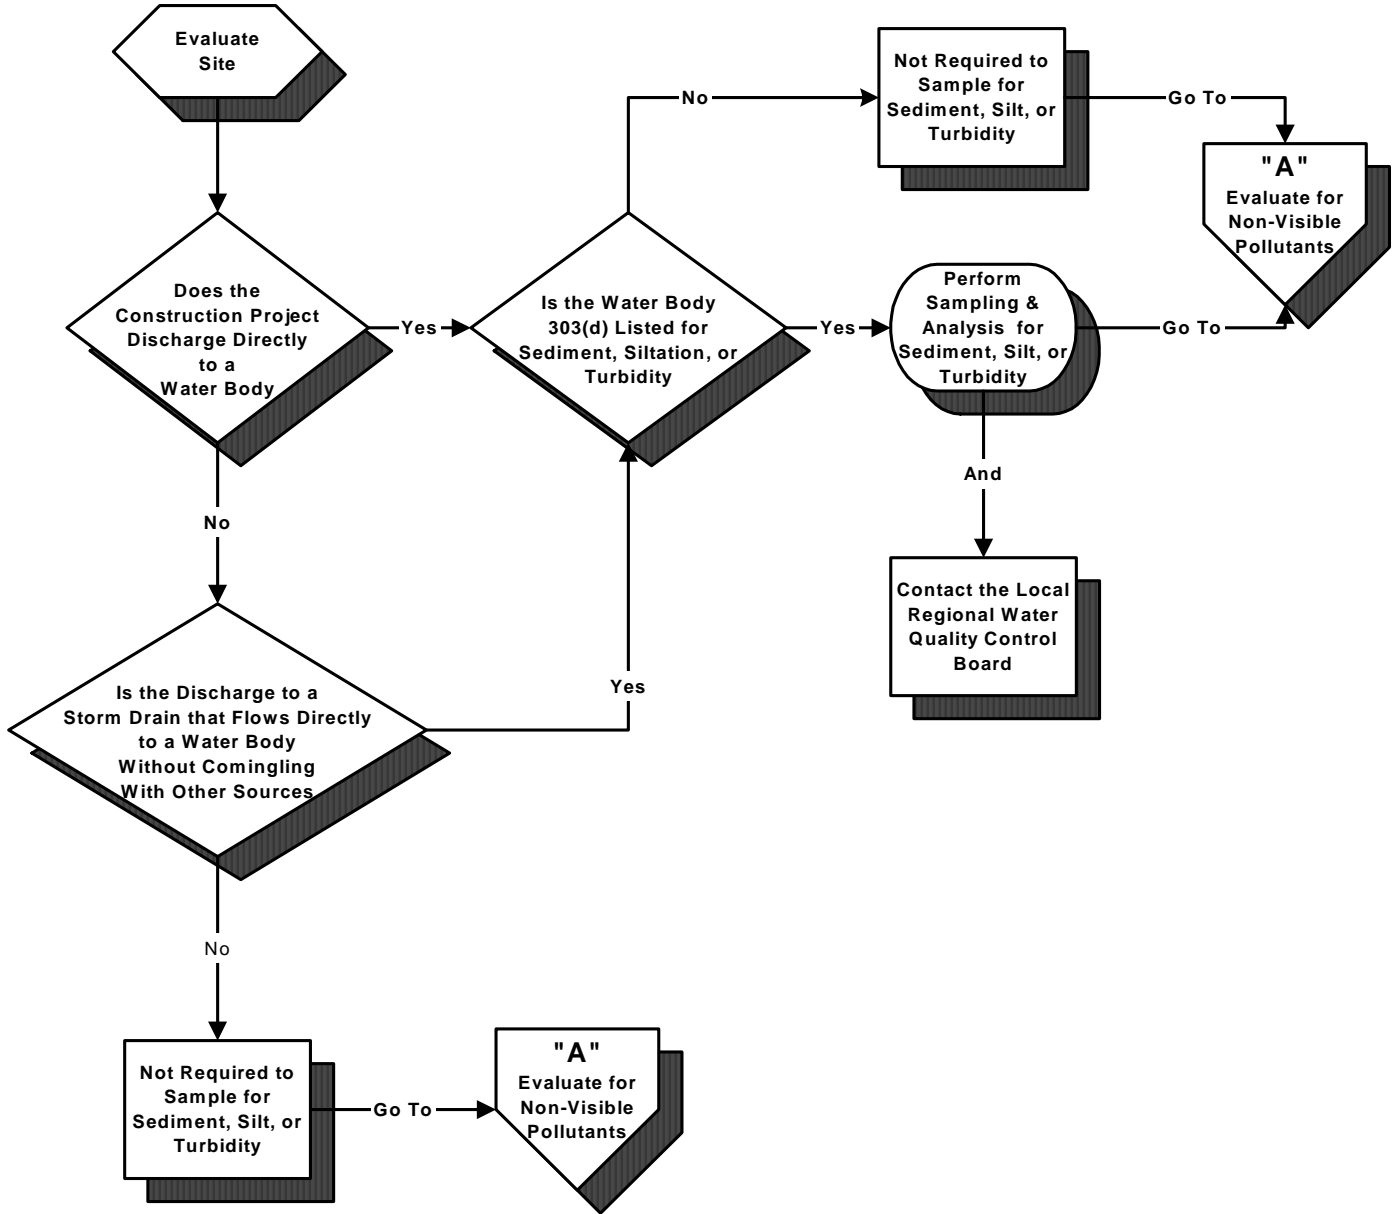 Evaluate
Site
Not Required to
Sample for
Sediment, Silt, or
Turbidity
No
Go To
"A"
Evaluate for
Non-Visible
Pollutants
Does the
Construction Project
Discharge Directly
to a
Water Body
Yes
Is the Water Body
303(d) Listed for
Sediment, Siltation, or
Turbidity
Yes
Perform
Sampling &
Analysis for
Sediment, Silt, or
Turbidity
Go To
And
No
Contact the Local
Regional Water
Quality Control
Board
Is the Discharge to a
Storm Drain that Flows Directly
to a Water Body
Without Comingling
With Other Sources
Yes
No
Not Required to
Sample for
Sediment, Silt, or
Turbidity
Go To
"A"
Evaluate for
Non-Visible
Pollutants